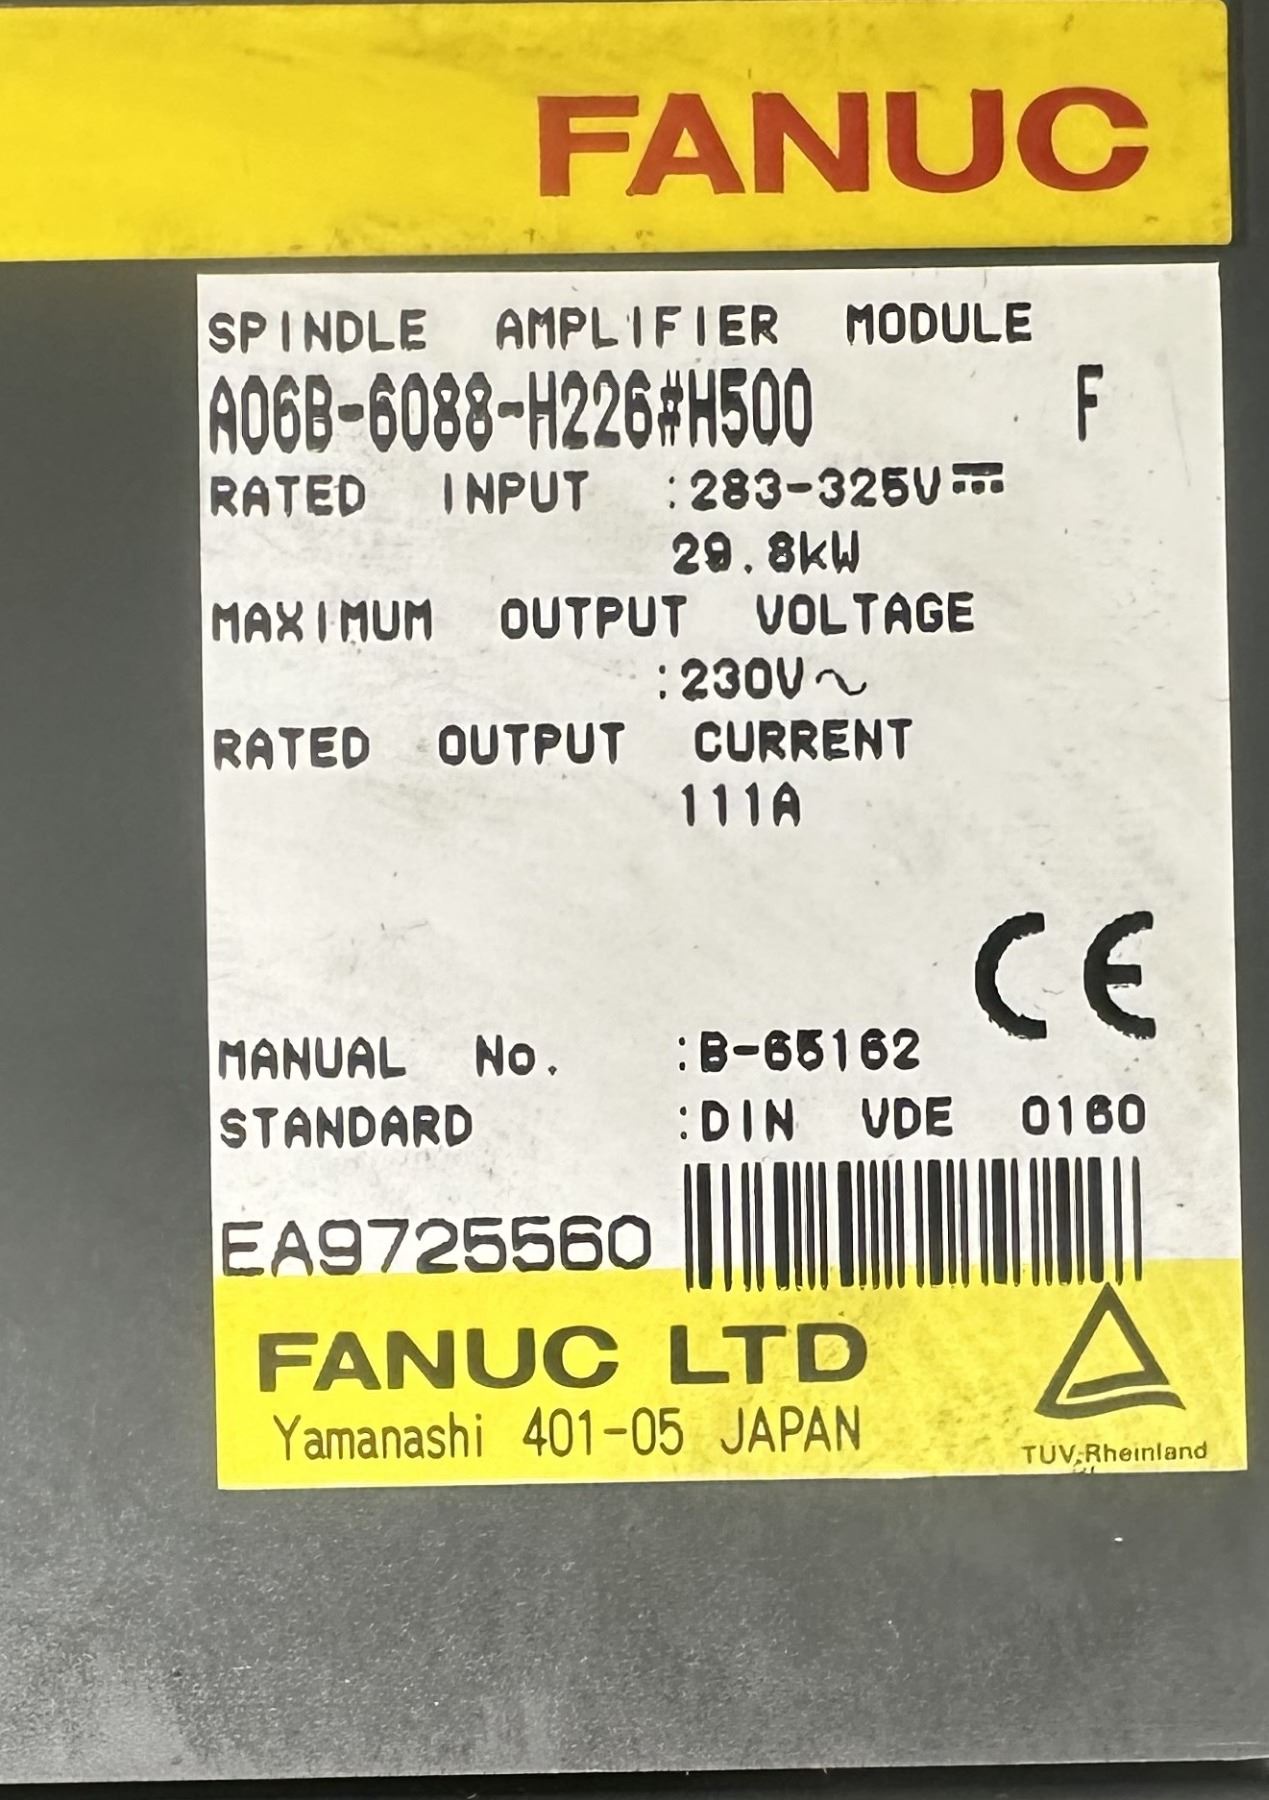 FANUC
SPINDLE AMPLIFIER MODULE
A06B-6088-H226#H500 F
RATED INPUT :283-325V⎓
29.8kW
MAXIMUM OUTPUT VOLTAGE
:230V~
RATED OUTPUT CURRENT
111A
CE
MANUAL No. :B-65162
STANDARD :DIN VDE 0160
EA9725560
FANUC LTD
Yamanashi 401-05 JAPAN
TUV Rheinland